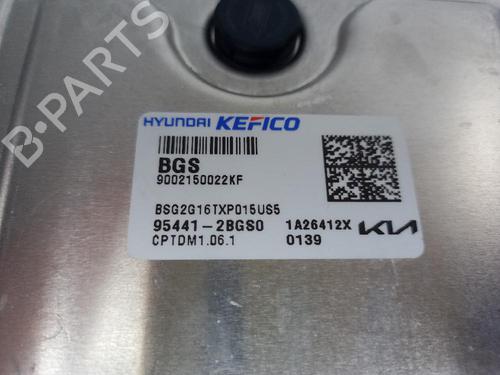 B-PARTS
HYUNDAI KEFICO
BGS
9002150022KF
BSG2G16TXP015US5
95441-2BGS0 1A26412X KIA
CPTDM1.06.1 0139